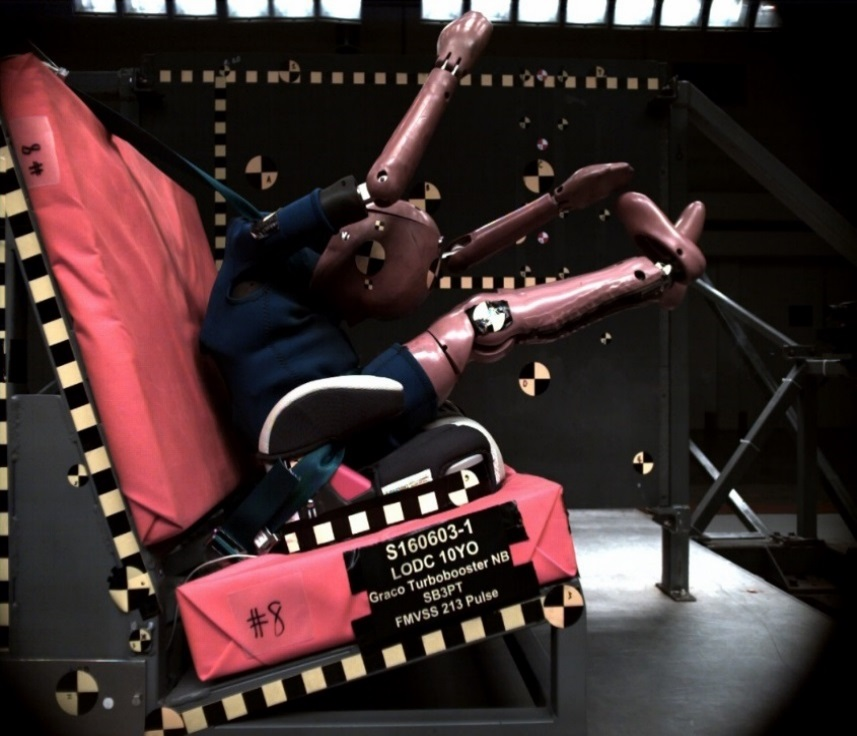 #8
S160603-1
LODC 10YO
Graco Turbobooster NB
SB3PT
FMVSS 213 Pulse
#8